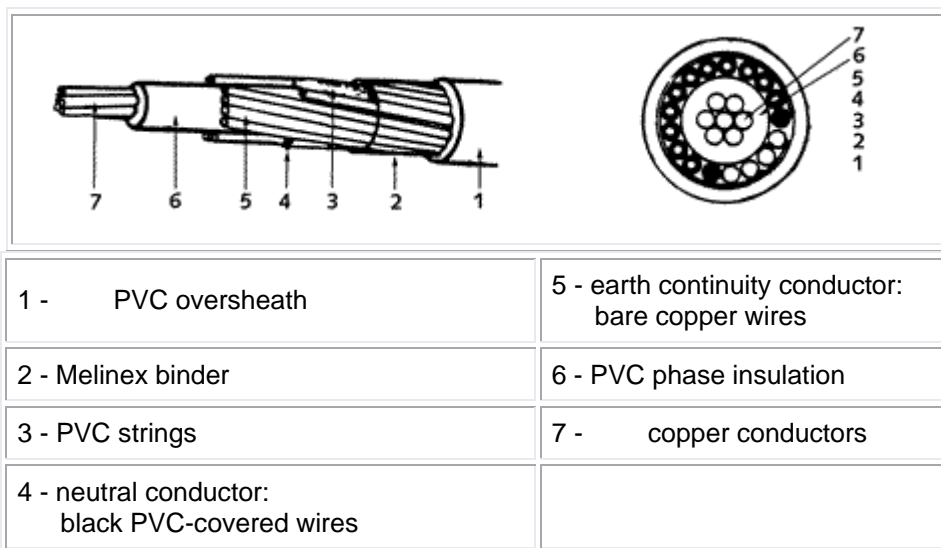 7
6
5
4
3
2
1
7 6 5 4 3 2 1
1 - PVC oversheath
5 - earth continuity conductor:
bare copper wires
2 - Melinex binder
6 - PVC phase insulation
3 - PVC strings
7 - copper conductors
4 - neutral conductor:
black PVC-covered wires